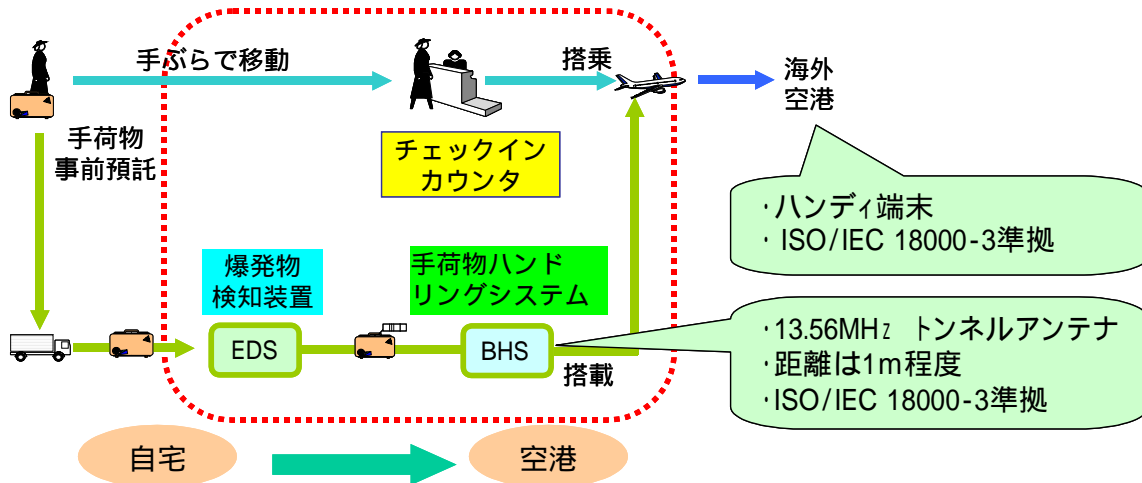 手ぶらで移動
搭乗
海外
空港
手荷物
事前預託
チェックイン
カウンタ
・ハンディ端末
・ISO/IEC 18000-3準拠
爆発物
検知装置
手荷物ハンド
リングシステム
EDS
BHS
搭載
・13.56MHz トンネルアンテナ
・距離は1m程度
・ISO/IEC 18000-3準拠
自宅
空港